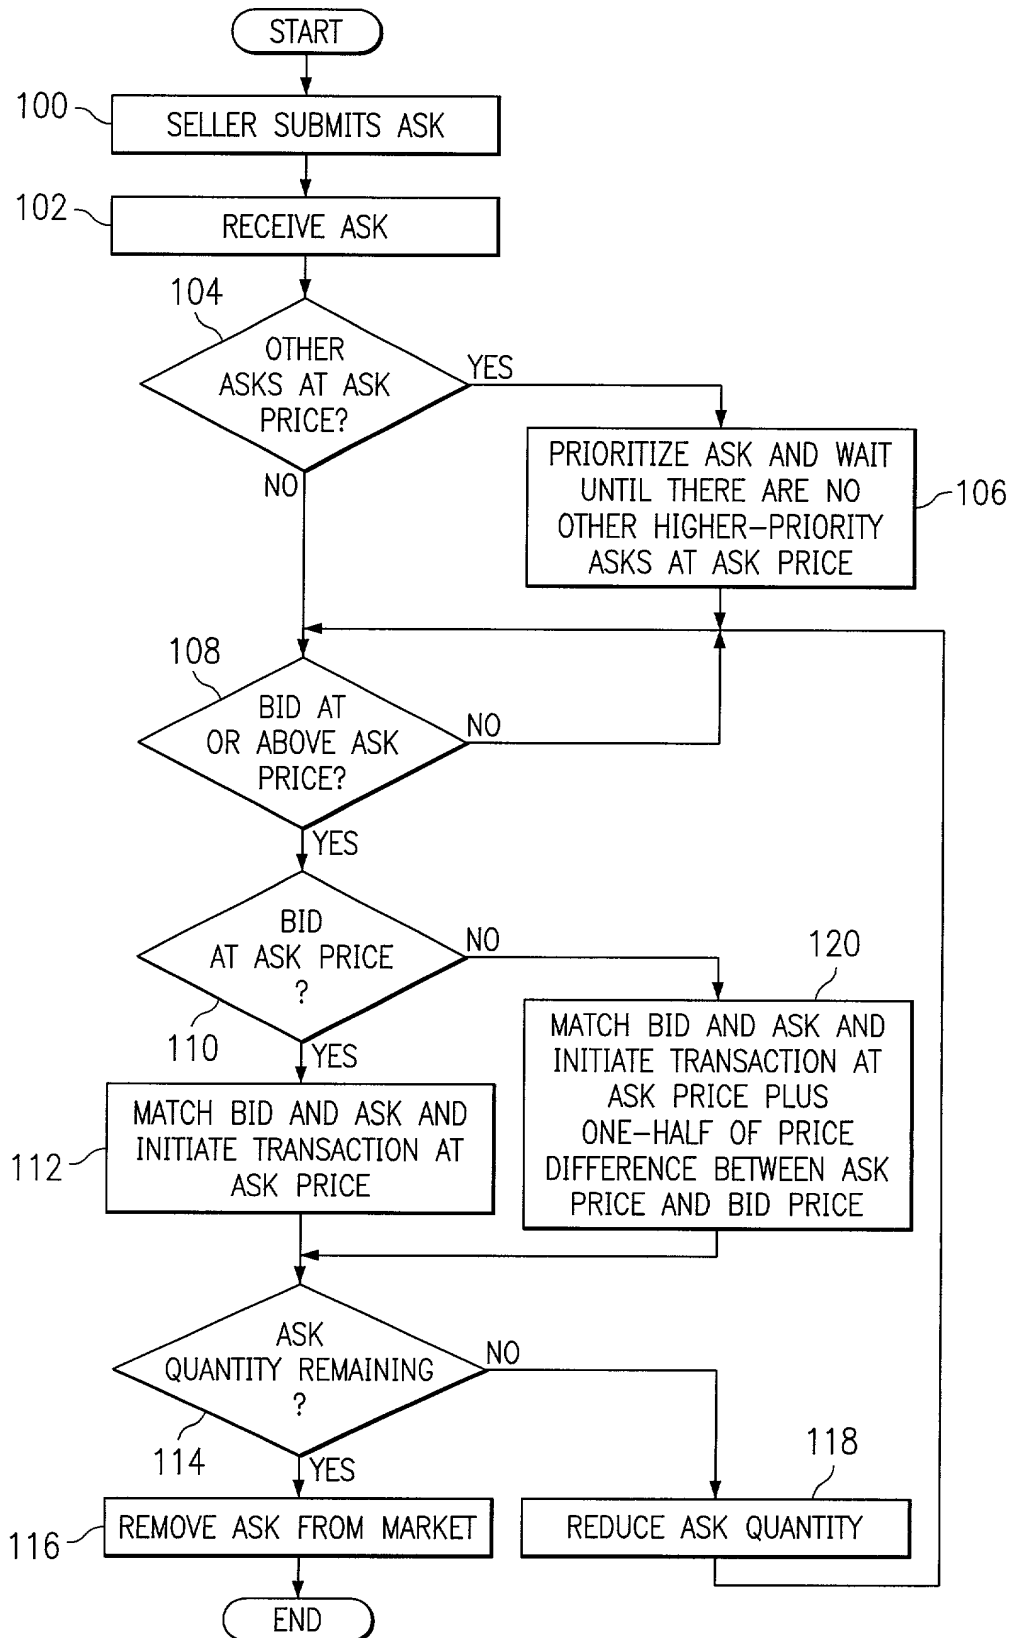 START
100
SELLER SUBMITS ASK
102
RECEIVE ASK
104
OTHER
ASKS AT ASK
PRICE?
YES
NO
PRIORITIZE ASK AND WAIT
UNTIL THERE ARE NO
OTHER HIGHER-PRIORITY
ASKS AT ASK PRICE
106
108
BID AT
OR ABOVE ASK
PRICE?
NO
YES
BID
AT ASK PRICE
?
NO
110
YES
120
MATCH BID AND ASK AND
INITIATE TRANSACTION AT
ASK PRICE PLUS
ONE-HALF OF PRICE
DIFFERENCE BETWEEN ASK
PRICE AND BID PRICE
MATCH BID AND ASK AND
INITIATE TRANSACTION AT
ASK PRICE
112
ASK
QUANTITY REMAINING
?
NO
114
YES
118
116
REMOVE ASK FROM MARKET
REDUCE ASK QUANTITY
END